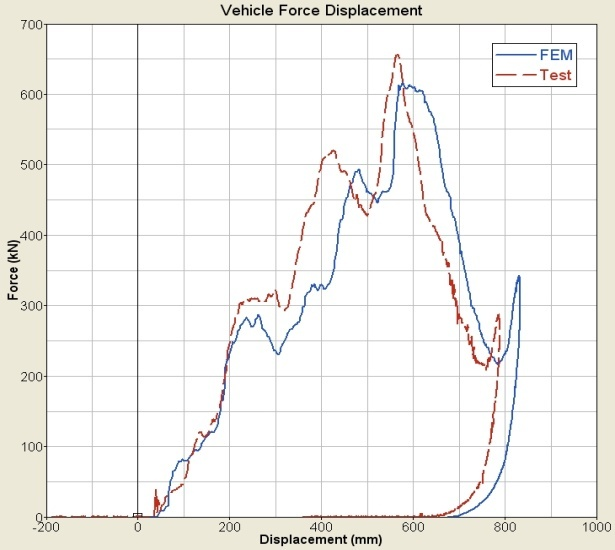 Vehicle Force Displacement
700
600
500
400
300
200
100
0
Force (kN)
FEM
Test
-200 0 200 400 600 800 1000
Displacement (mm)